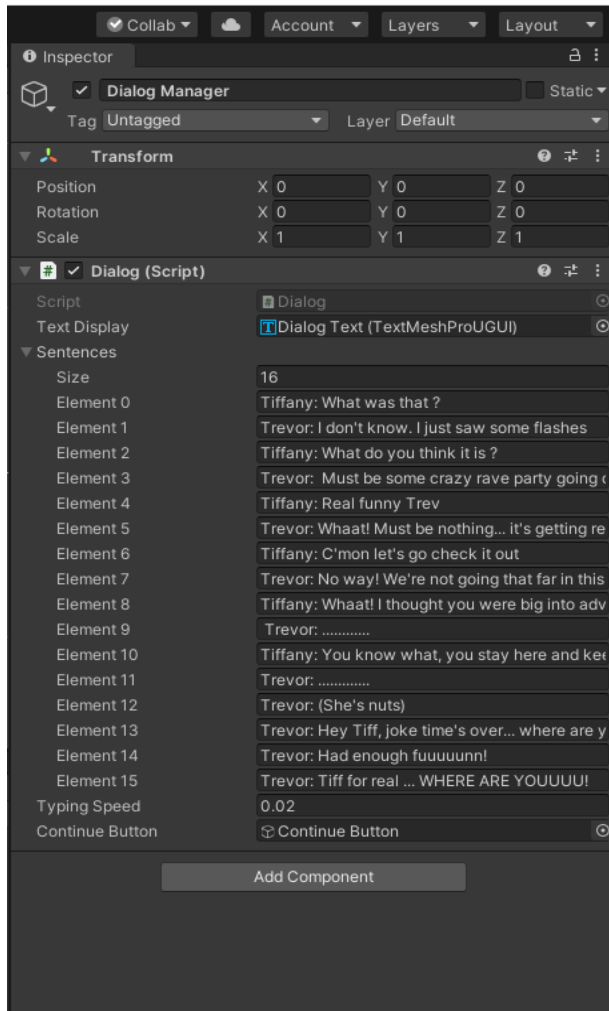 Collab Account Layers Layout
Inspector
Dialog Manager Static
Tag Untagged Layer Default
Transform
Position X 0 Y 0 Z 0
Rotation X 0 Y 0 Z 0
Scale X 1 Y 1 Z 1
# Dialog (Script)
Script # Dialog
Text Display T Dialog Text (TextMeshProUGUI)
Sentences
Size 16
Element 0 Tiffany: What was that ?
Element 1 Trevor: I don't know. I just saw some flashes
Element 2 Tiffany: What do you think it is ?
Element 3 Trevor:  Must be some crazy rave party going
Element 4 Tiffany: Real funny Trev
Element 5 Trevor: Whaat! Must be nothing... it's getting re
Element 6 Tiffany: C'mon let's go check it out
Element 7 Trevor: No way! We're not going that far in this
Element 8 Tiffany: Whaat! I thought you were big into adv
Element 9 Trevor: ............
Element 10 Tiffany: You know what, you stay here and kee
Element 11 Trevor: .............
Element 12 Trevor: (She's nuts)
Element 13 Trevor: Hey Tiff, joke time's over... where are y
Element 14 Trevor: Had enough fuuuuunn!
Element 15 Trevor: Tiff for real ... WHERE ARE YOUUUU!
Typing Speed 0.02
Continue Button Continue Button
Add Component